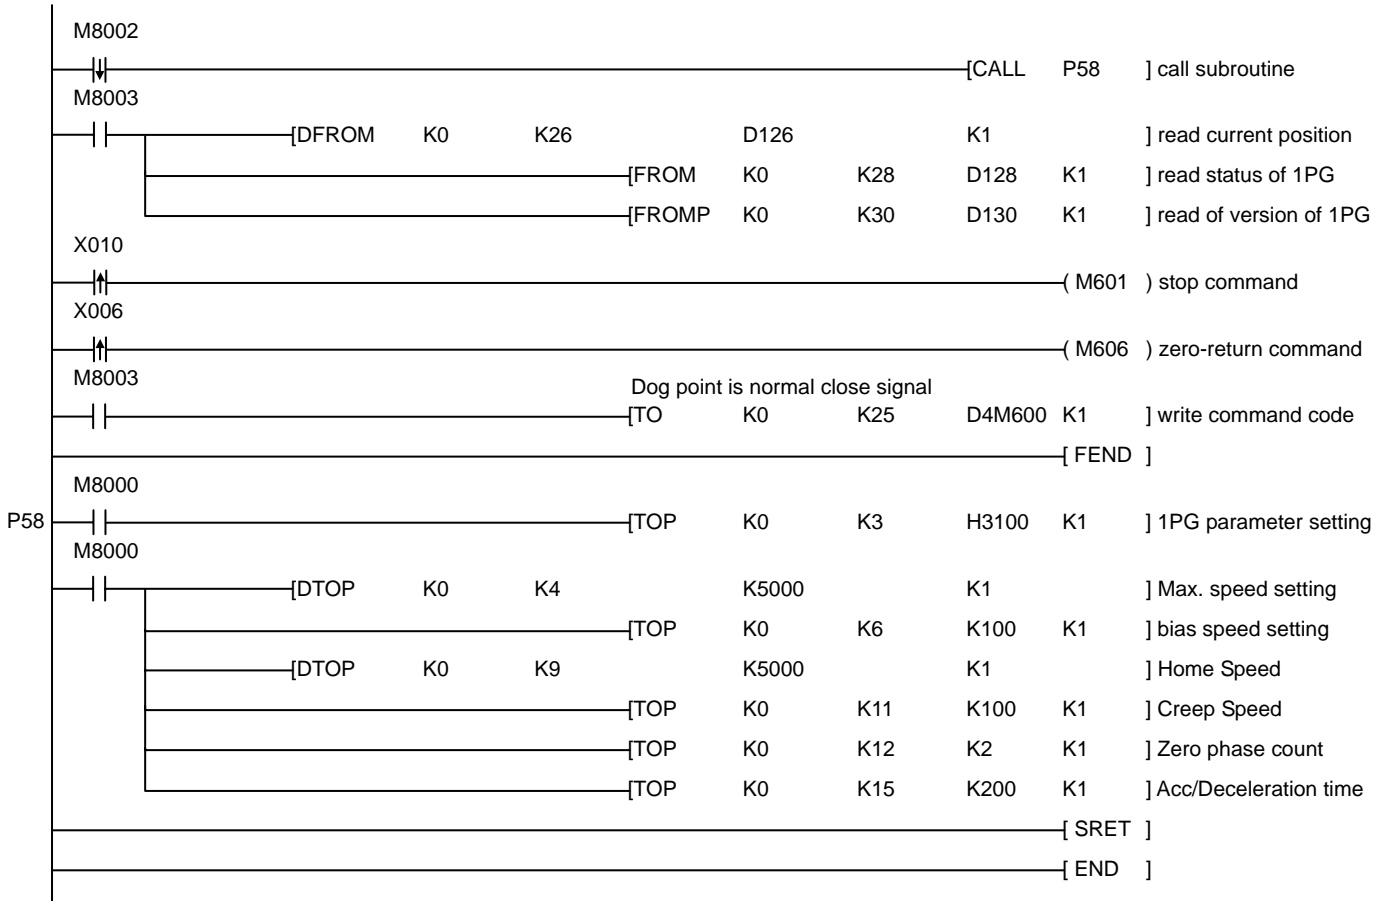 M8002
[CALL P58 ] call subroutine
M8003
[DFROM K0 K26 D126 K1 ] read current position
[FROM K0 K28 D128 K1 ] read status of 1PG
[FROMP K0 K30 D130 K1 ] read of version of 1PG
X010
( M601 ) stop command
X006
( M606 ) zero-return command
M8003
Dog point is normal close signal
[TO K0 K25 D4M600 K1 ] write command code
[ FEND ]
M8000
P58 [TOP K0 K3 H3100 K1 ] 1PG parameter setting
M8000
[DTOP K0 K4 K5000 K1 ] Max. speed setting
[TOP K0 K6 K100 K1 ] bias speed setting
[DTOP K0 K9 K5000 K1 ] Home Speed
[TOP K0 K11 K100 K1 ] Creep Speed
[TOP K0 K12 K2 K1 ] Zero phase count
[TOP K0 K15 K200 K1 ] Acc/Deceleration time
[ SRET ]
[ END ]